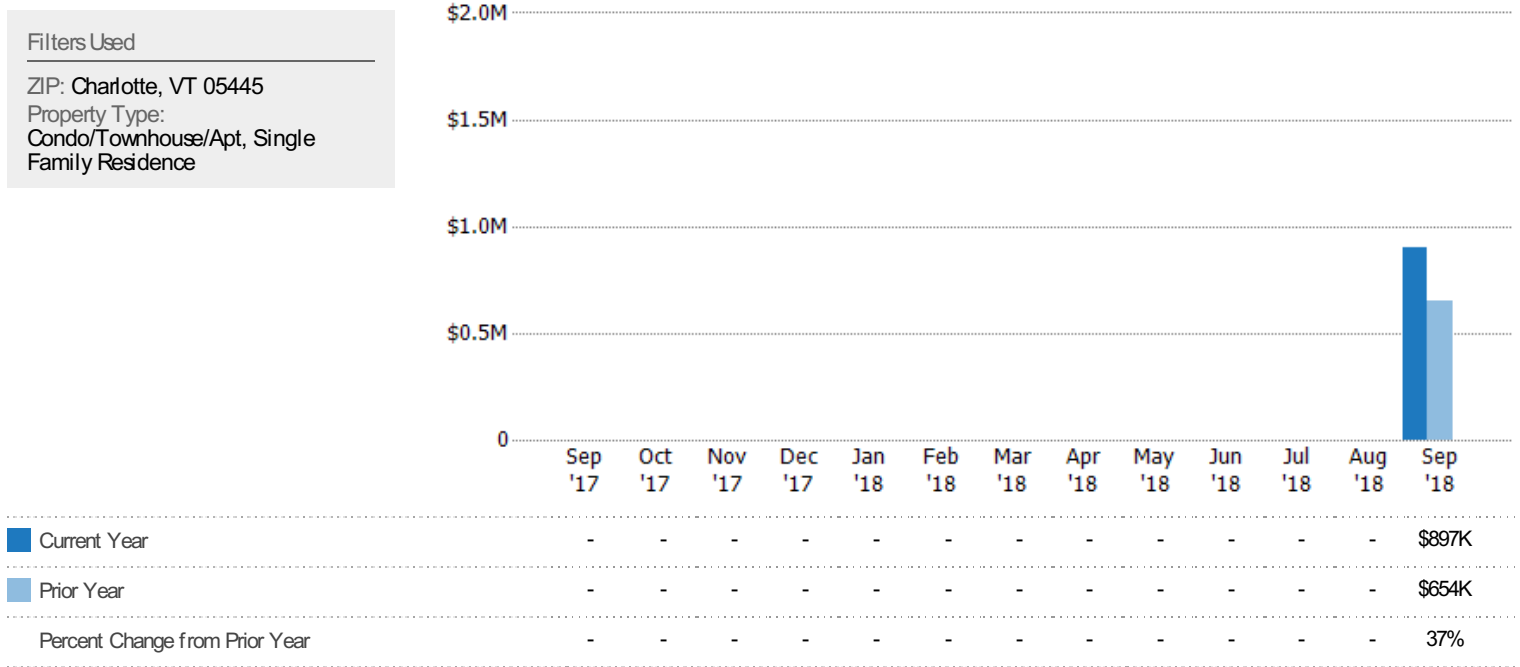 Filters Used
ZIP: Charlotte, VT 05445
Property Type:
Condo/Townhouse/Apt, Single
Family Residence
$2.0M
$1.5M
$1.0M
$0.5M
0
Sep Oct Nov Dec Jan Feb Mar Apr May Jun Jul Aug Sep
'17 '17 '17 '17 '18 '18 '18 '18 '18 '18 '18 '18 '18
Current Year - - - - - - - - - - - - $897K
Prior Year - - - - - - - - - - - - $654K
Percent Change from Prior Year - - - - - - - - - - - - 37%